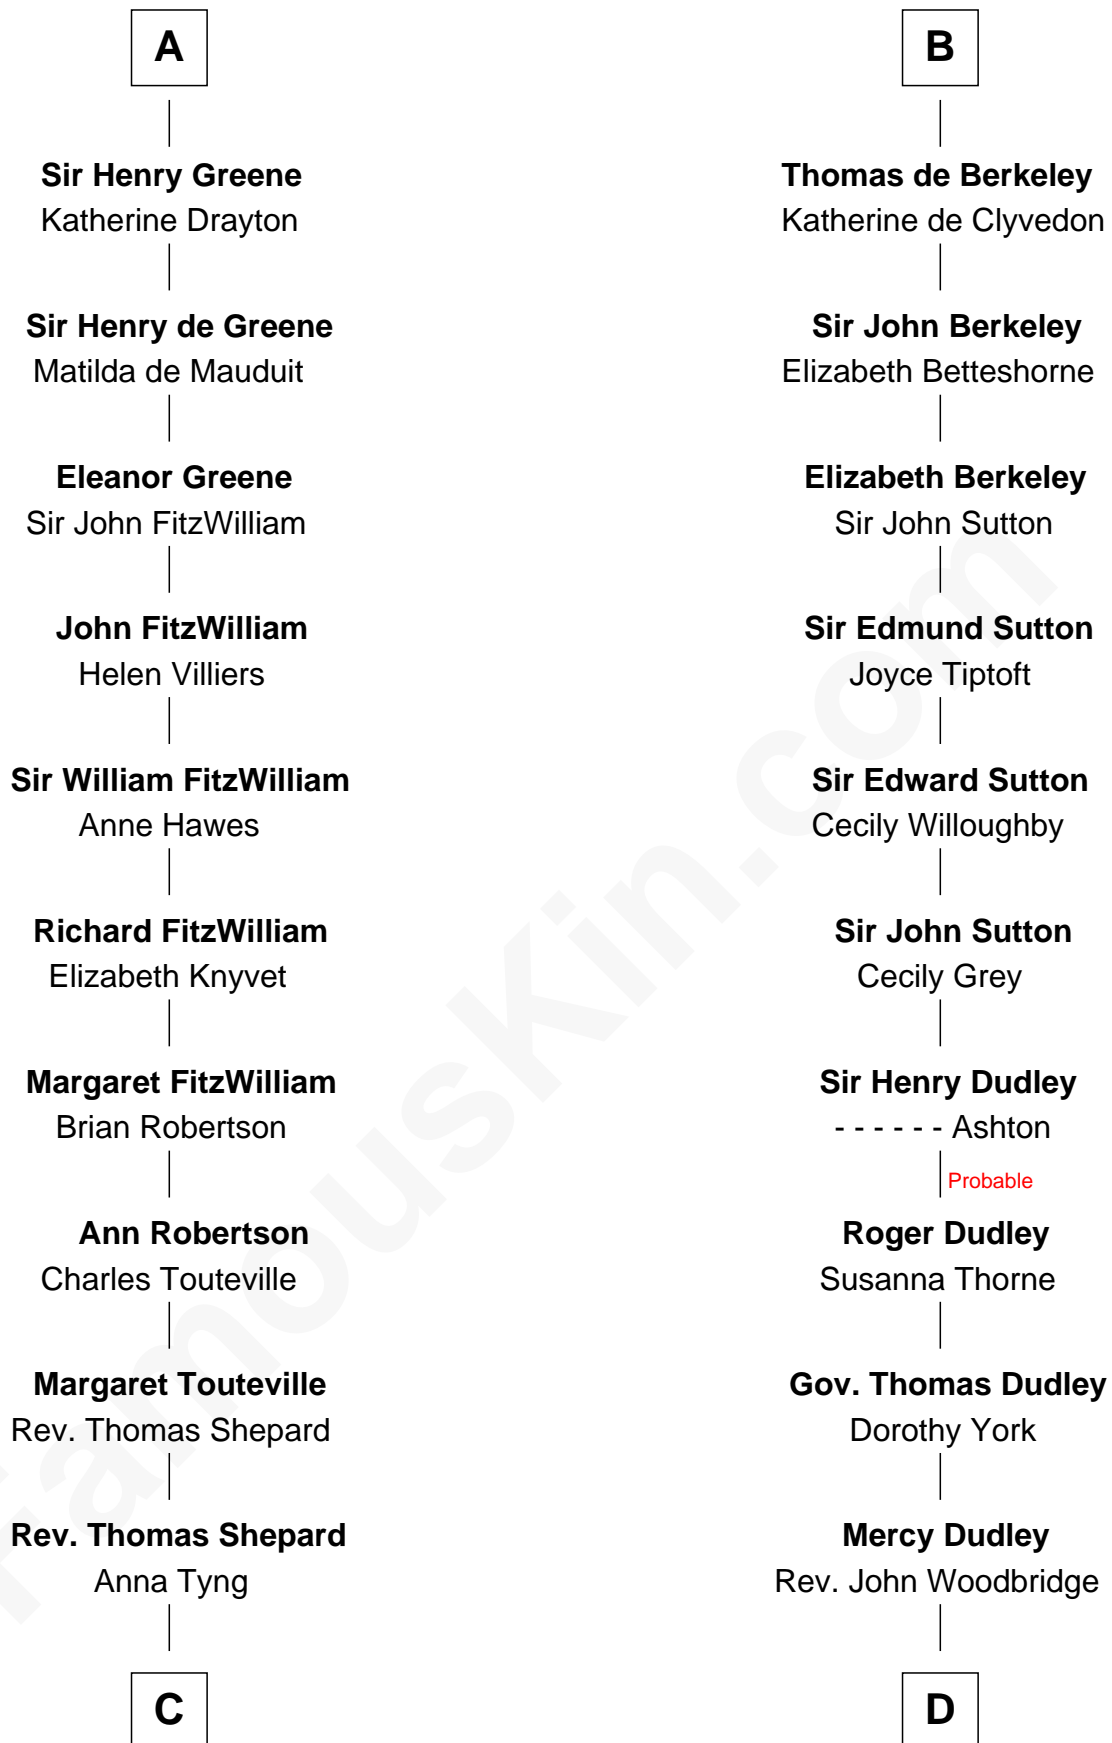 A
Sir Henry Greene
Katherine Drayton
Sir Henry de Greene
Matilda de Mauduit
Eleanor Greene
Sir John FitzWilliam
John FitzWilliam
Helen Villiers
Sir William FitzWilliam
Anne Hawes
Richard FitzWilliam
Elizabeth Knyvet
Margaret FitzWilliam
Brian Robertson
Ann Robertson
Charles Touteville
Margaret Touteville
Rev. Thomas Shepard
Rev. Thomas Shepard
Anna Tyng
C
B
Thomas de Berkeley
Katherine de Clyvedon
Sir John Berkeley
Elizabeth Betteshorne
Elizabeth Berkeley
Sir John Sutton
Sir Edmund Sutton
Joyce Tiptoft
Sir Edward Sutton
Cecily Willoughby
Sir John Sutton
Cecily Grey
Sir Henry Dudley
- - - - - - Ashton
Probable
Roger Dudley
Susanna Thorne
Gov. Thomas Dudley
Dorothy York
Mercy Dudley
Rev. John Woodbridge
D
FamousKin.com